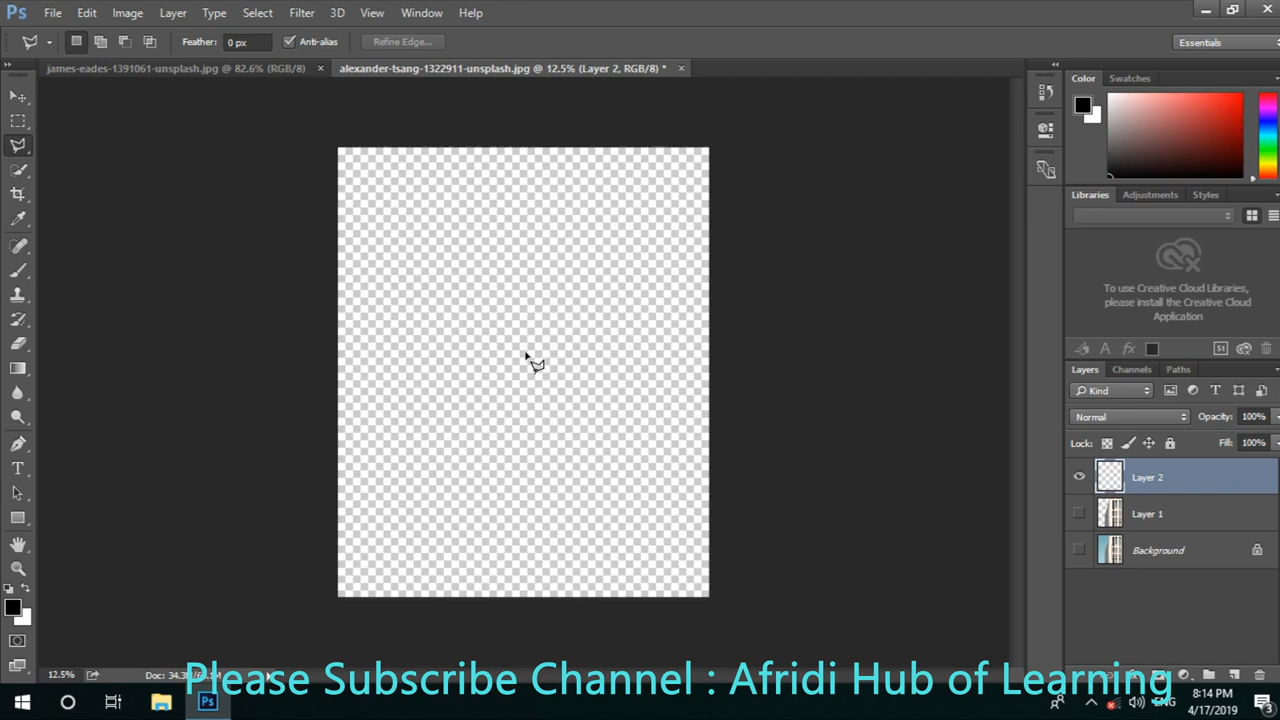 Ps File Edit Image Layer Type Select Filter 3D View Window Help
Feather: 0 px Anti-alias Refine Edge... Essentials
james-eades-1391061-unsplash.jpg @ 82.6% (RGB/8) × alexander-tsang-1322911-unsplash.jpg @ 12.5% (Layer 2, RGB/8) * ×
Color Swatches
Libraries Adjustments Styles
To use Creative Cloud Libraries,
please install the Creative Cloud
Application
A fx St
Layers Channels Paths
Kind T
Normal Opacity: 100%
Lock: Fill: 100%
Layer 2
Layer 1
Background
T
12.5%
Please Subscribe Channel : Afridi Hub of Learning
Ps
ENG
8:14 PM
4/17/2019
3